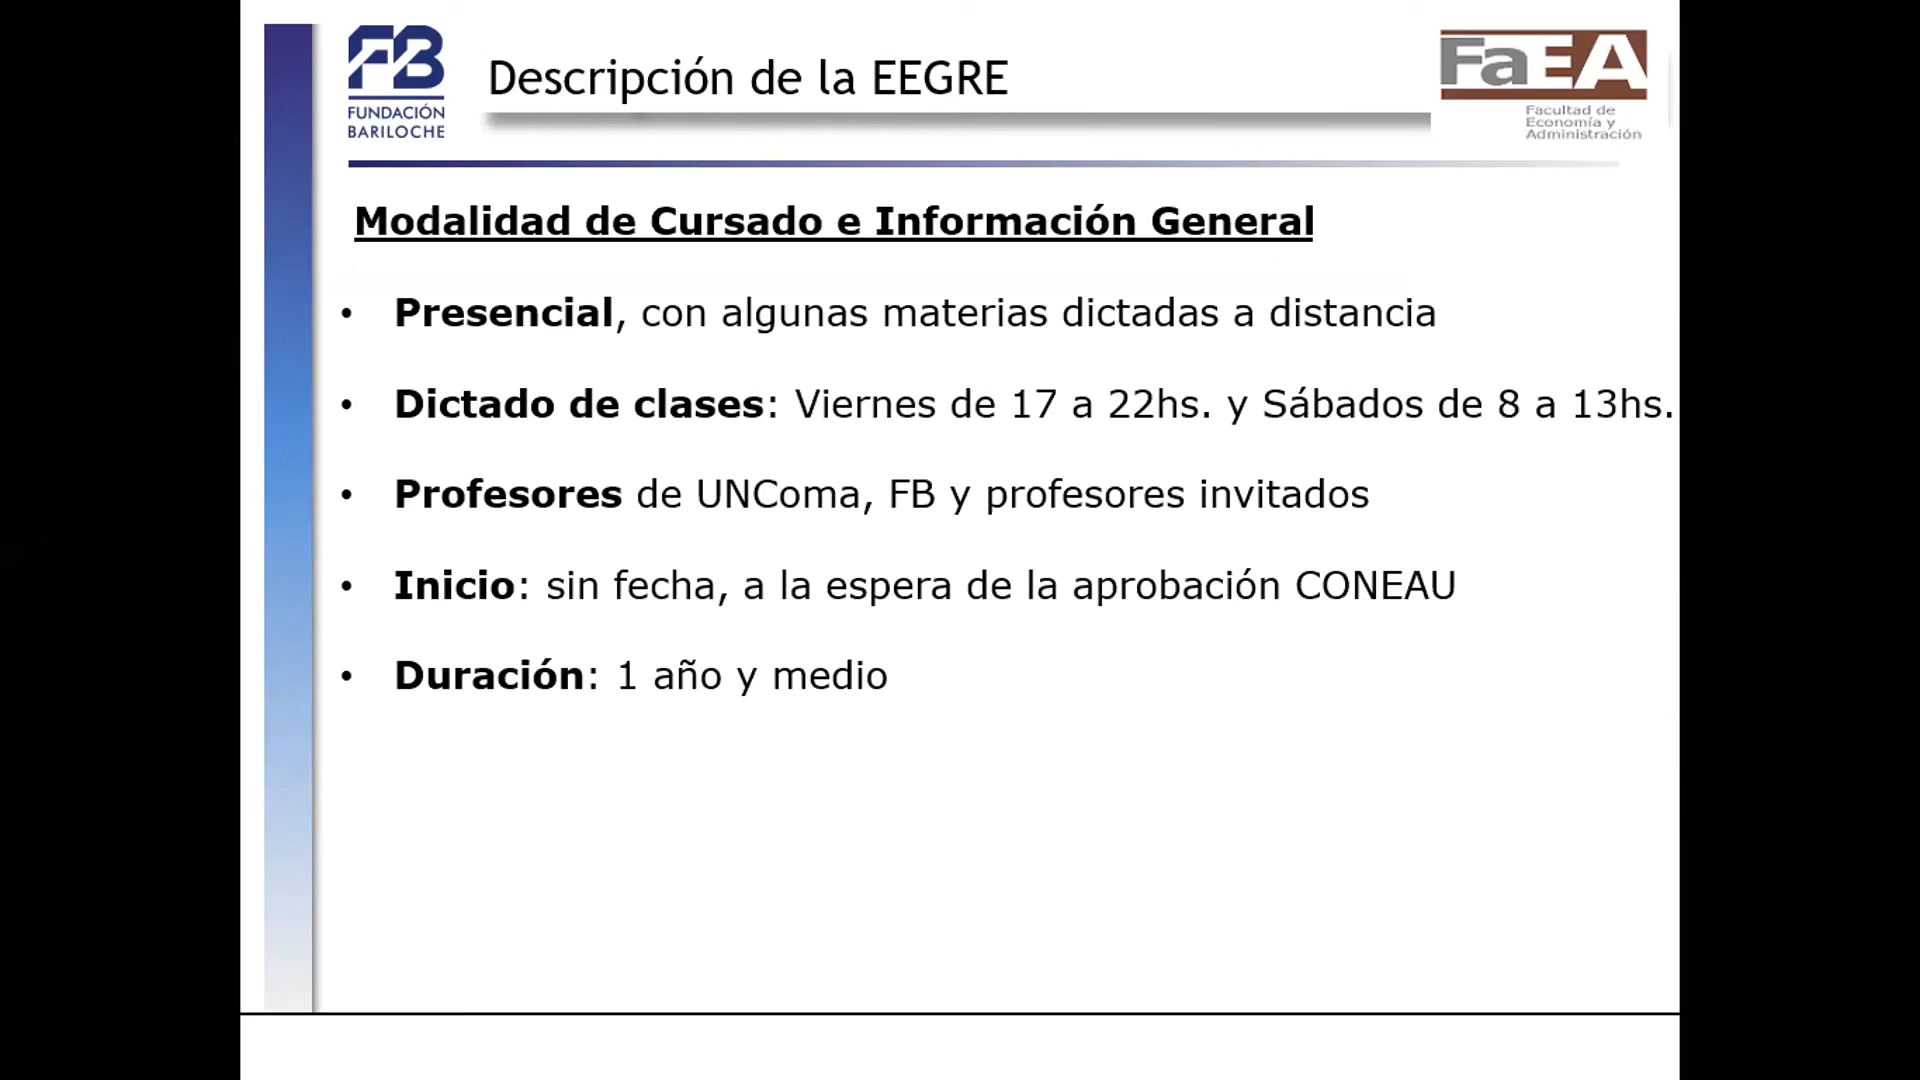 FB
FUNDACIÓN
BARILOCHE
Descripción de la EEGRE
FaEA
Facultad de
Economía y
Administración
Modalidad de Cursado e Información General
• Presencial, con algunas materias dictadas a distancia
• Dictado de clases: Viernes de 17 a 22hs. y Sábados de 8 a 13hs.
• Profesores de UNComa, FB y profesores invitados
• Inicio: sin fecha, a la espera de la aprobación CONEAU
• Duración: 1 año y medio